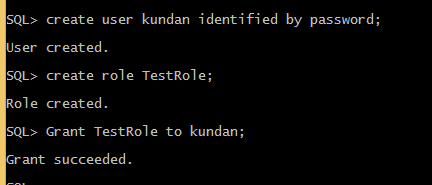 SQL> create user kundan identified by password;
User created.
SQL> create role TestRole;
Role created.
SQL> Grant TestRole to kundan;
Grant succeeded.